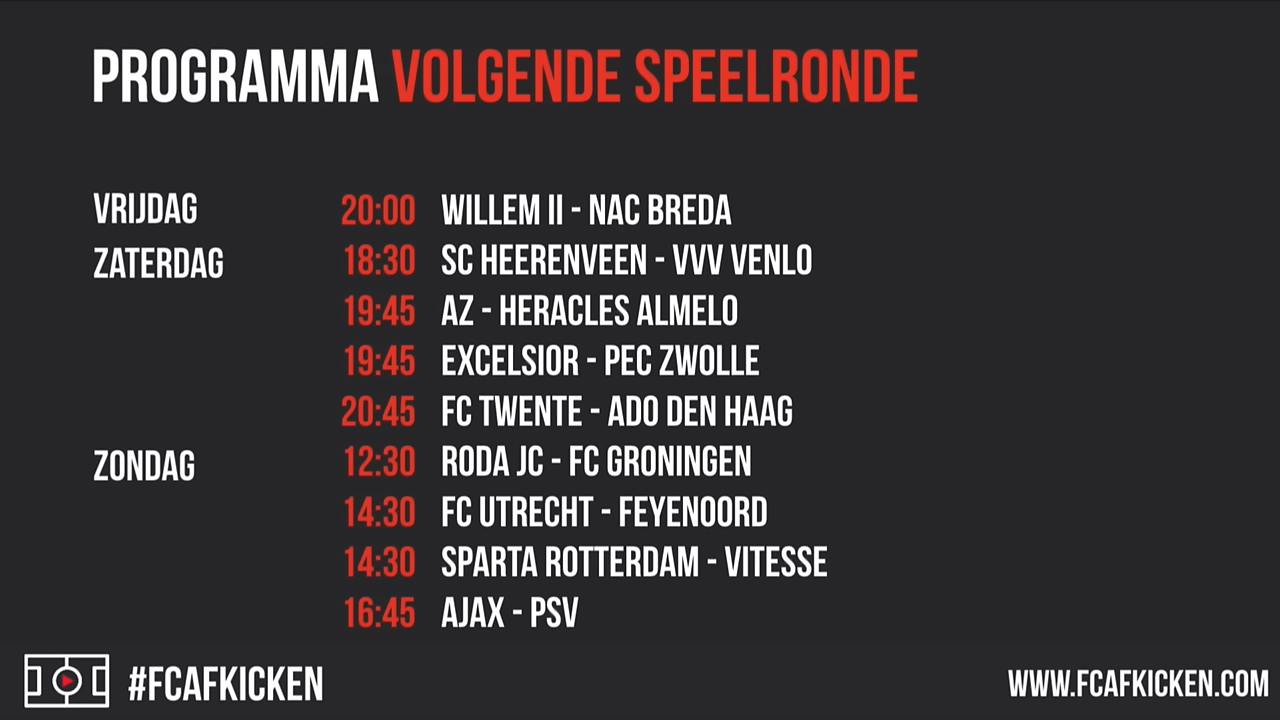 PROGRAMMA VOLGENDE SPEELRONDE
VRIJDAG 20:00 WILLEM II - NAC BREDA
ZATERDAG 18:30 SC HEERENVEEN - VVV VENLO
19:45 AZ - HERACLES ALMELO
19:45 EXCELSIOR - PEC ZWOLLE
20:45 FC TWENTE - ADO DEN HAAG
ZONDAG 12:30 RODA JC - FC GRONINGEN
14:30 FC UTRECHT - FEYENOORD
14:30 SPARTA ROTTERDAM - VITESSE
16:45 AJAX - PSV
#FCAFKICKEN WWW.FCAFKICKEN.COM